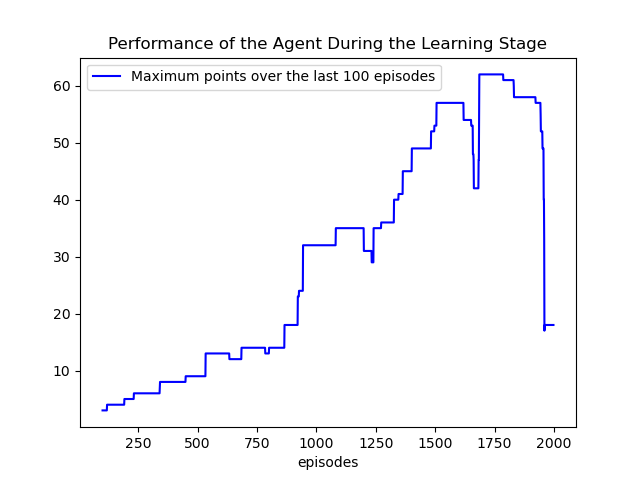 Performance of the Agent During the Learning Stage
Maximum points over the last 100 episodes
60
50
40
30
20
10
250 500 750 1000 1250 1500 1750 2000
episodes